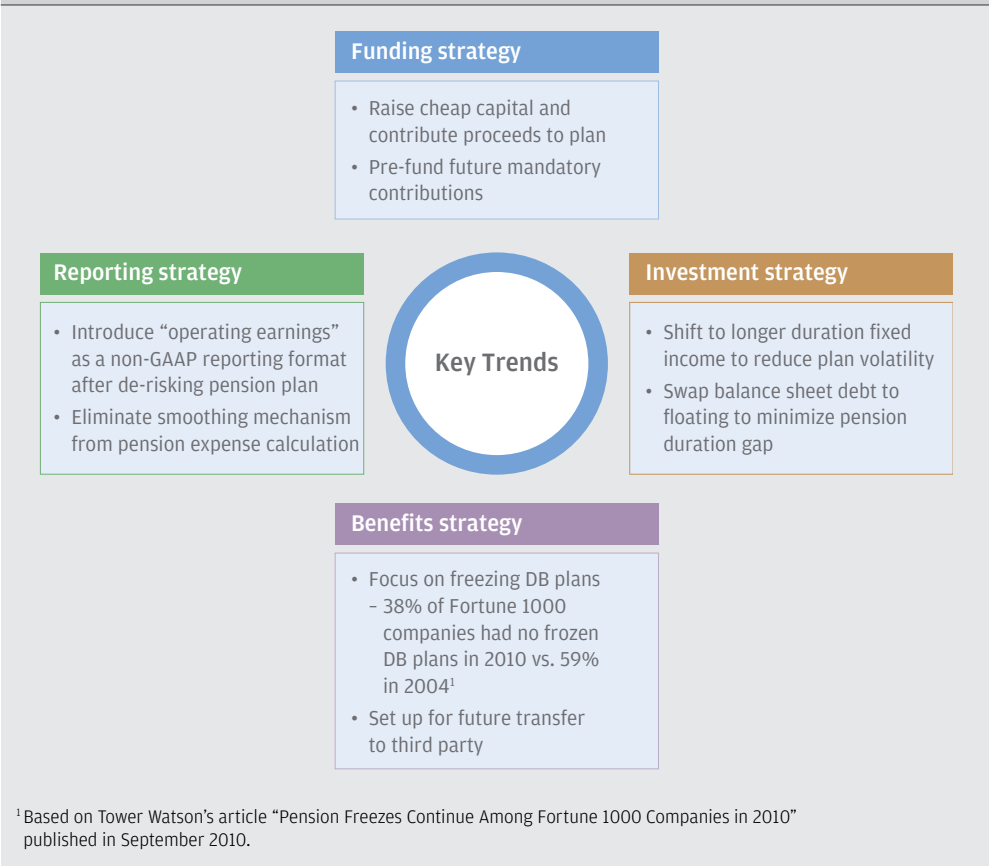 Funding strategy
• Raise cheap capital and
contribute proceeds to plan
• Pre-fund future mandatory
contributions
Reporting strategy
• Introduce “operating earnings”
as a non-GAAP reporting format
after de-risking pension plan
• Eliminate smoothing mechanism
from pension expense calculation
Key Trends
Investment strategy
• Shift to longer duration fixed
income to reduce plan volatility
• Swap balance sheet debt to
floating to minimize pension
duration gap
Benefits strategy
• Focus on freezing DB plans
– 38% of Fortune 1000
companies had no frozen
DB plans in 2010 vs. 59%
in 2004¹
• Set up for future transfer
to third party
¹ Based on Tower Watson’s article “Pension Freezes Continue Among Fortune 1000 Companies in 2010”
published in September 2010.